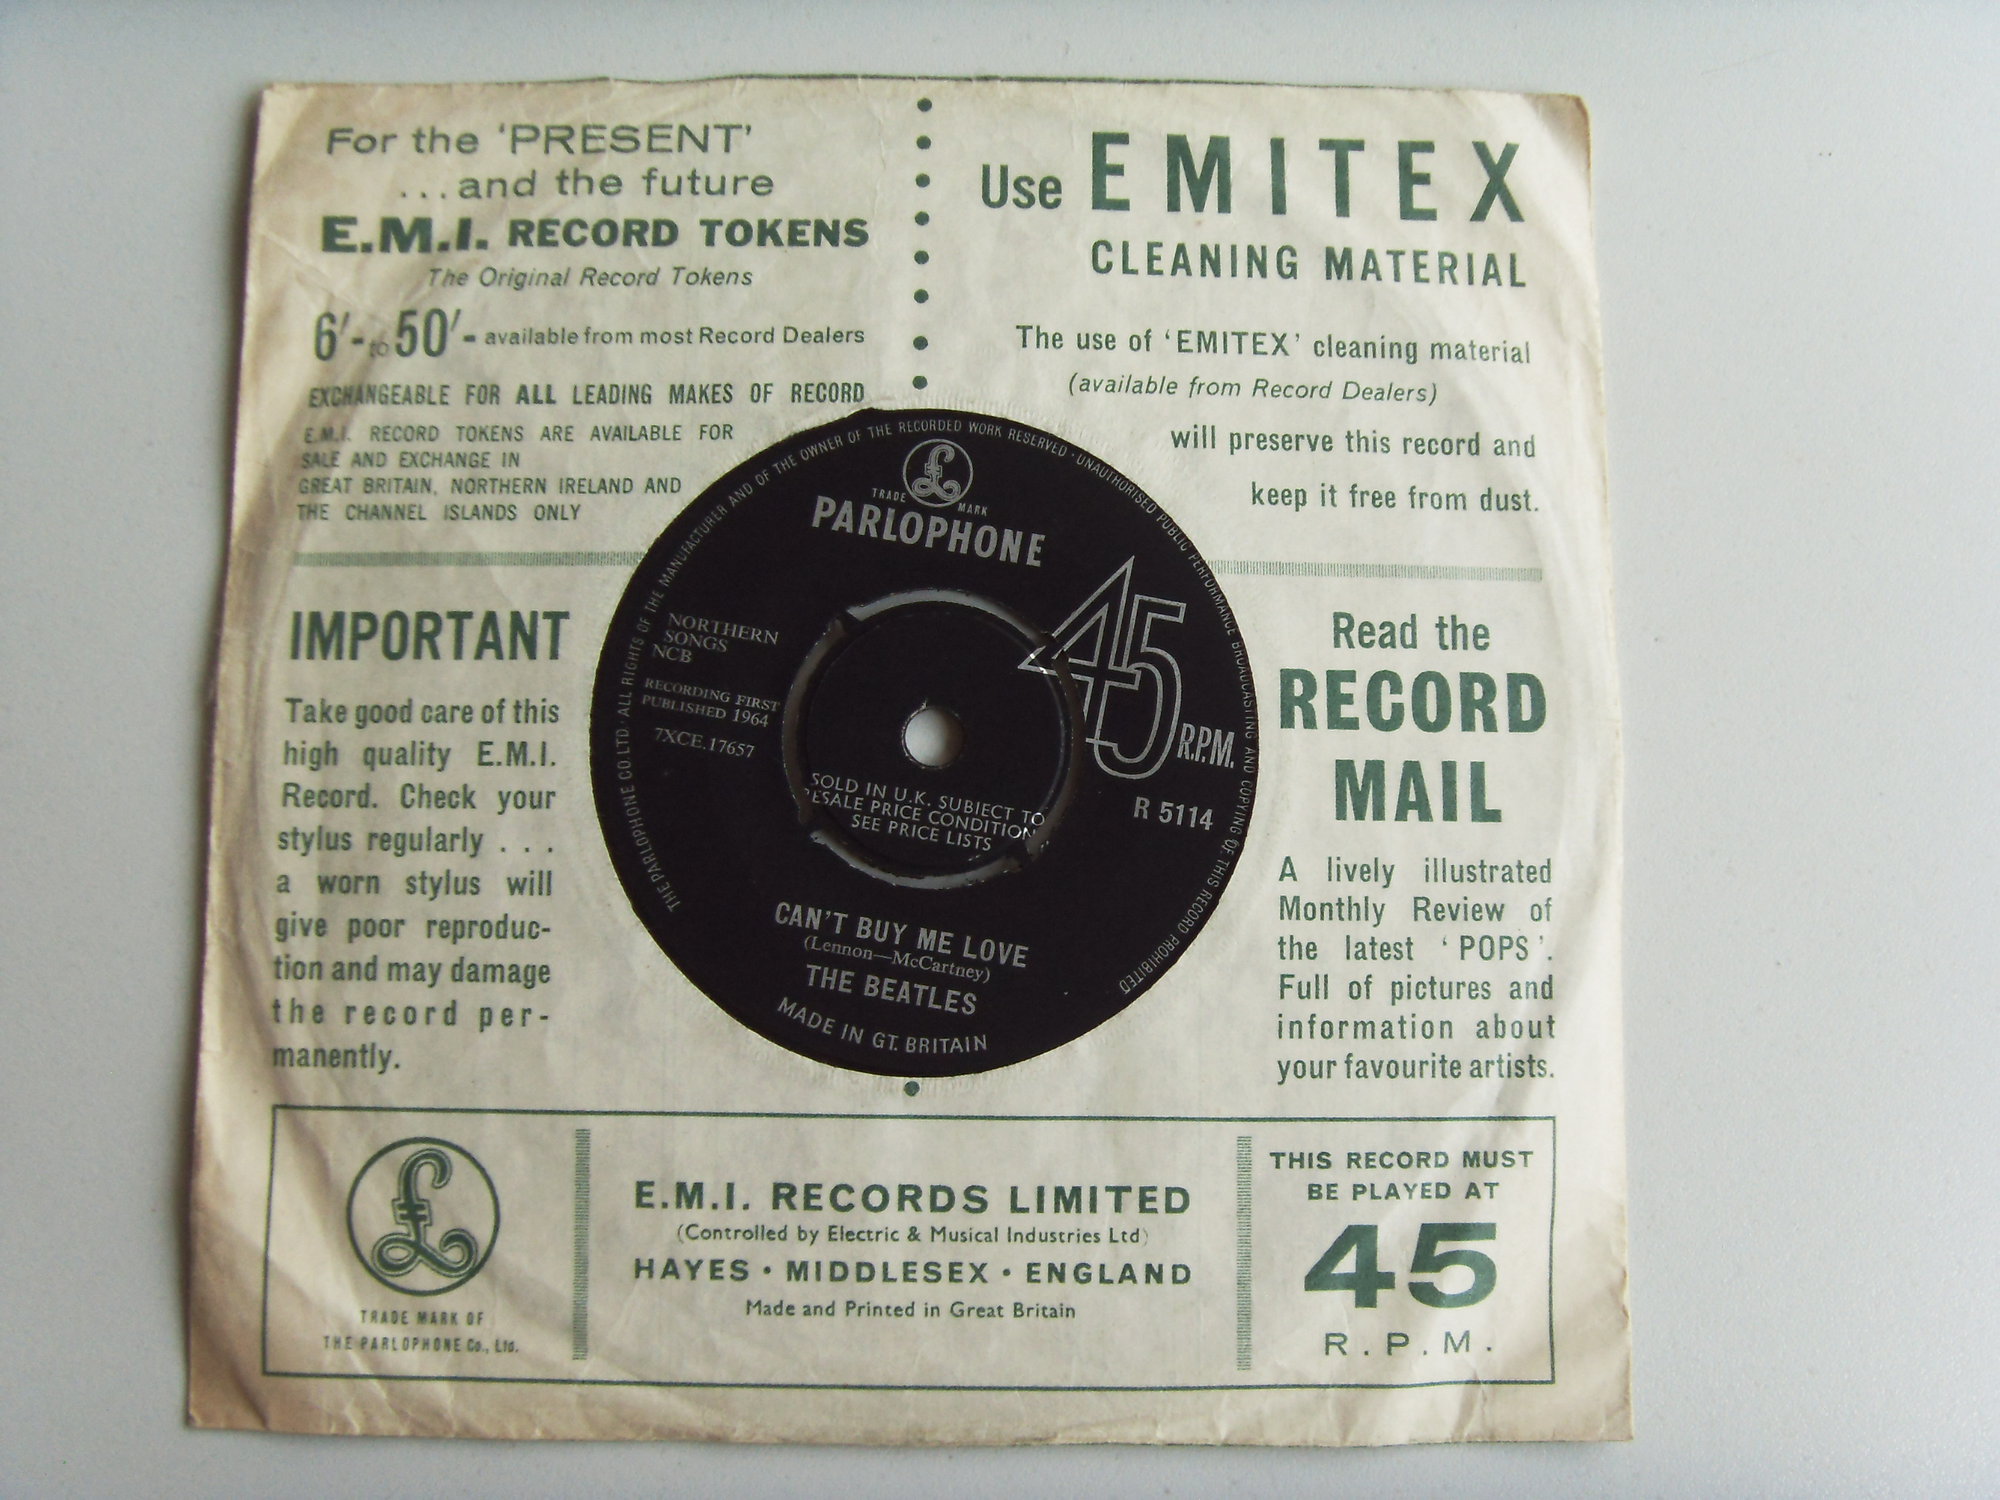 For the 'PRESENT'
...and the future
E.M.I. RECORD TOKENS
The Original Record Tokens
6/- to 50/- available from most Record Dealers
EXCHANGEABLE FOR ALL LEADING MAKES OF RECORD
E.M.I. RECORD TOKENS ARE AVAILABLE FOR
SALE AND EXCHANGE IN
GREAT BRITAIN, NORTHERN IRELAND AND
THE CHANNEL ISLANDS ONLY
Use EMITEX
CLEANING MATERIAL
The use of 'EMITEX' cleaning material
(available from Record Dealers)
will preserve this record and
keep it free from dust.
IMPORTANT
Take good care of this
high quality E.M.I.
Record. Check your
stylus regularly . . .
a worn stylus will
give poor reproduc-
tion and may damage
the record per-
manently.
THE PARLOPHONE CO. LTD. ALL RIGHTS OF THE MANUFACTURER AND OF THE OWNER OF THE RECORDED WORK RESERVED · UNAUTHORISED PUBLIC PERFORMANCE BROADCASTING AND COPYING OF THIS RECORD PROHIBITED
TRADE MARK
PARLOPHONE
NORTHERN
SONGS
NCB
RECORDING FIRST
PUBLISHED 1964
7XCE.17657
45 R.P.M.
R 5114
SOLD IN U.K. SUBJECT TO
RESALE PRICE CONDITIONS
SEE PRICE LISTS
CAN'T BUY ME LOVE
(Lennon—McCartney)
THE BEATLES
MADE IN GT. BRITAIN
Read the
RECORD
MAIL
A lively illustrated
Monthly Review of
the latest 'POPS'.
Full of pictures and
information about
your favourite artists.
TRADE MARK OF
THE PARLOPHONE Co., Ltd.
E.M.I. RECORDS LIMITED
(Controlled by Electric & Musical Industries Ltd)
HAYES · MIDDLESEX · ENGLAND
Made and Printed in Great Britain
THIS RECORD MUST
BE PLAYED AT
45
R.P.M.